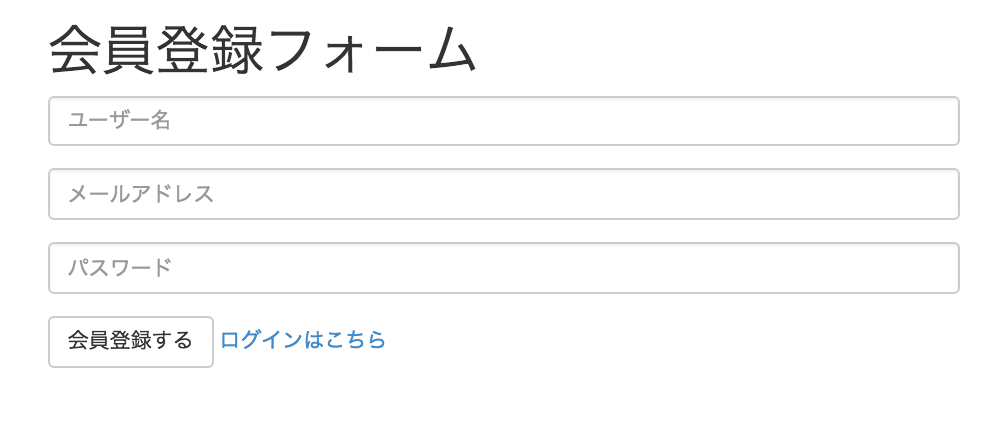 会員登録フォーム
ユーザー名
メールアドレス
パスワード
会員登録する ログインはこちら